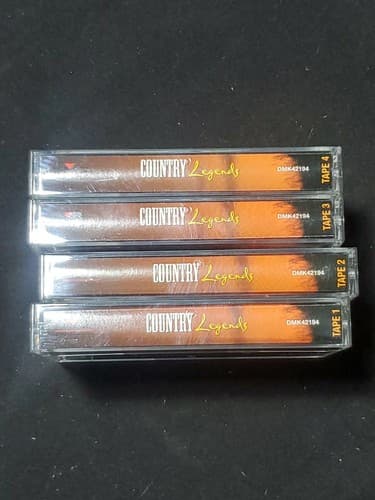 COUNTRY Legends DMK42194 TAPE 4
COUNTRY Legends DMK42194 TAPE 3
COUNTRY Legends DMK42194 TAPE 2
COUNTRY Legends DMK42194 TAPE 1